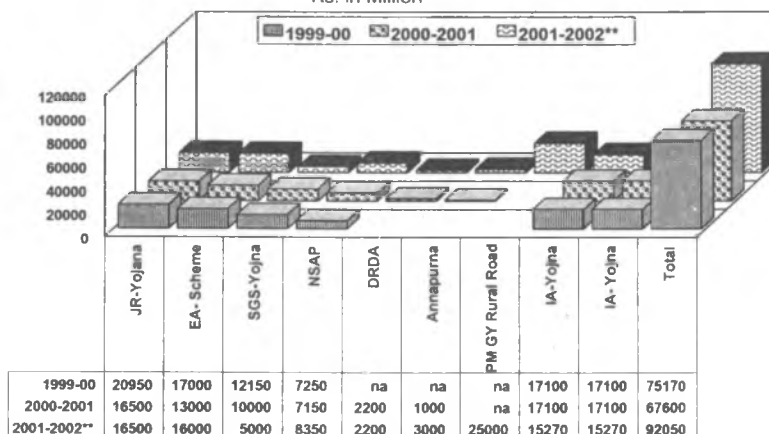 Rs. in Million
1999-00 2000-2001 2001-2002**
120000
100000
80000
60000
40000
20000
0
JR-Yojana
EA- Scheme
SGS-Yojna
NSAP
DRDA
Annapurna
PM GY Rural Road
IA-Yojna
IA- Yojna
Total
1999-00 20950 17000 12150 7250 na na na 17100 17100 75170
2000-2001 16500 13000 10000 7150 2200 1000 na 17100 17100 67600
2001-2002** 16500 16000 5000 8350 2200 3000 25000 15270 15270 92050